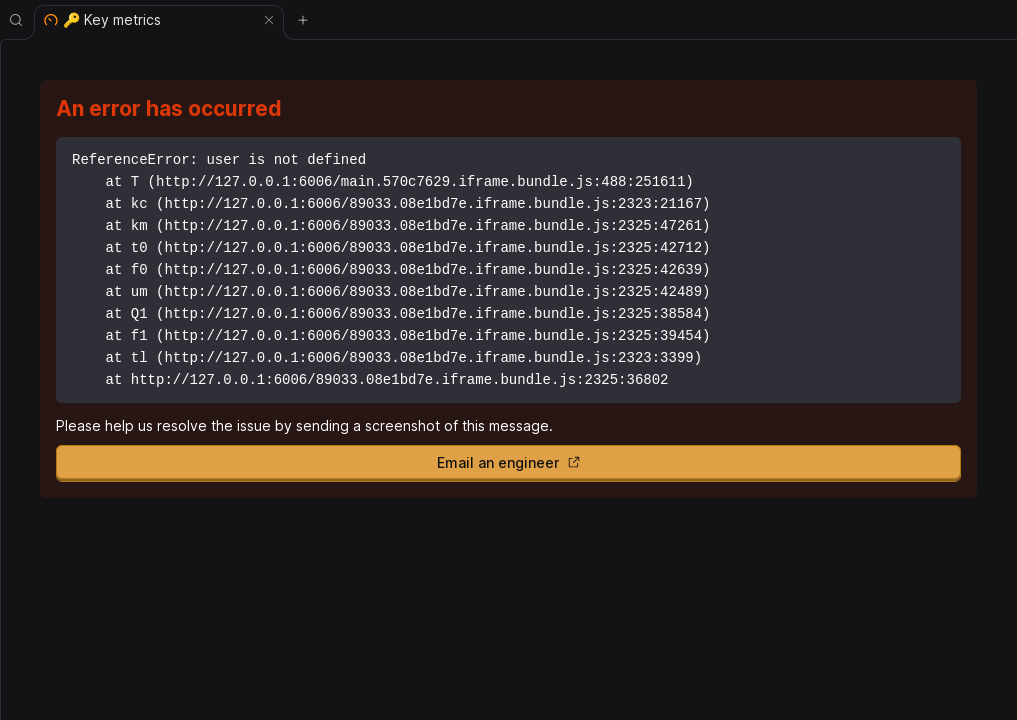 🔑 Key metrics
An error has occurred
ReferenceError: user is not defined
    at T (http://127.0.0.1:6006/main.570c7629.iframe.bundle.js:488:251611)
    at kc (http://127.0.0.1:6006/89033.08e1bd7e.iframe.bundle.js:2323:21167)
    at km (http://127.0.0.1:6006/89033.08e1bd7e.iframe.bundle.js:2325:47261)
    at t0 (http://127.0.0.1:6006/89033.08e1bd7e.iframe.bundle.js:2325:42712)
    at f0 (http://127.0.0.1:6006/89033.08e1bd7e.iframe.bundle.js:2325:42639)
    at um (http://127.0.0.1:6006/89033.08e1bd7e.iframe.bundle.js:2325:42489)
    at Q1 (http://127.0.0.1:6006/89033.08e1bd7e.iframe.bundle.js:2325:38584)
    at f1 (http://127.0.0.1:6006/89033.08e1bd7e.iframe.bundle.js:2325:39454)
    at tl (http://127.0.0.1:6006/89033.08e1bd7e.iframe.bundle.js:2323:3399)
    at http://127.0.0.1:6006/89033.08e1bd7e.iframe.bundle.js:2325:36802
Please help us resolve the issue by sending a screenshot of this message.
Email an engineer